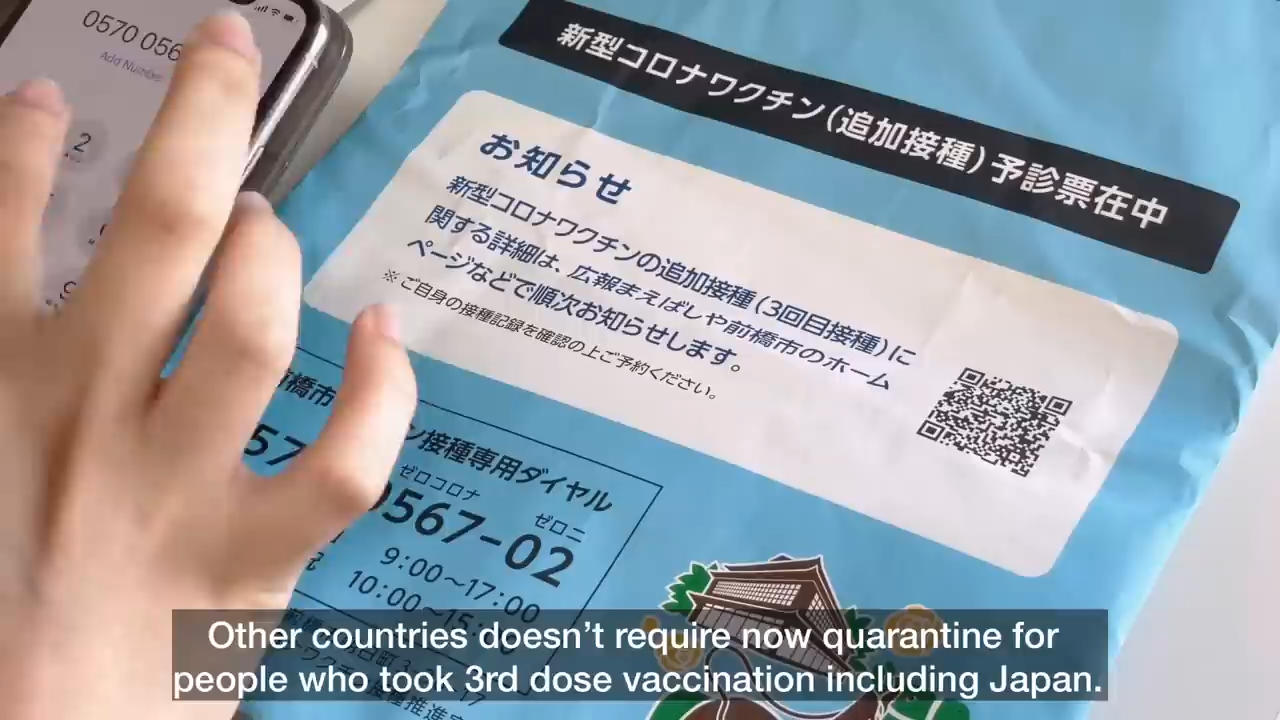 0570 056
Add Number
2
9
新型コロナワクチン(追加接種)予診票在中
お知らせ
新型コロナワクチンの追加接種(3回目接種)に
関する詳細は、広報まえばしや前橋市のホーム
ページなどで順次お知らせします。
※ご自身の接種記録を確認の上ご予約ください。
前橋市 ン接種専用ダイヤル
ゼロコロナ ゼロニ
57 0567-02
9:00~17:00
10:00~15:
Other countries doesn't require now quarantine for
people who took 3rd dose vaccination including Japan.